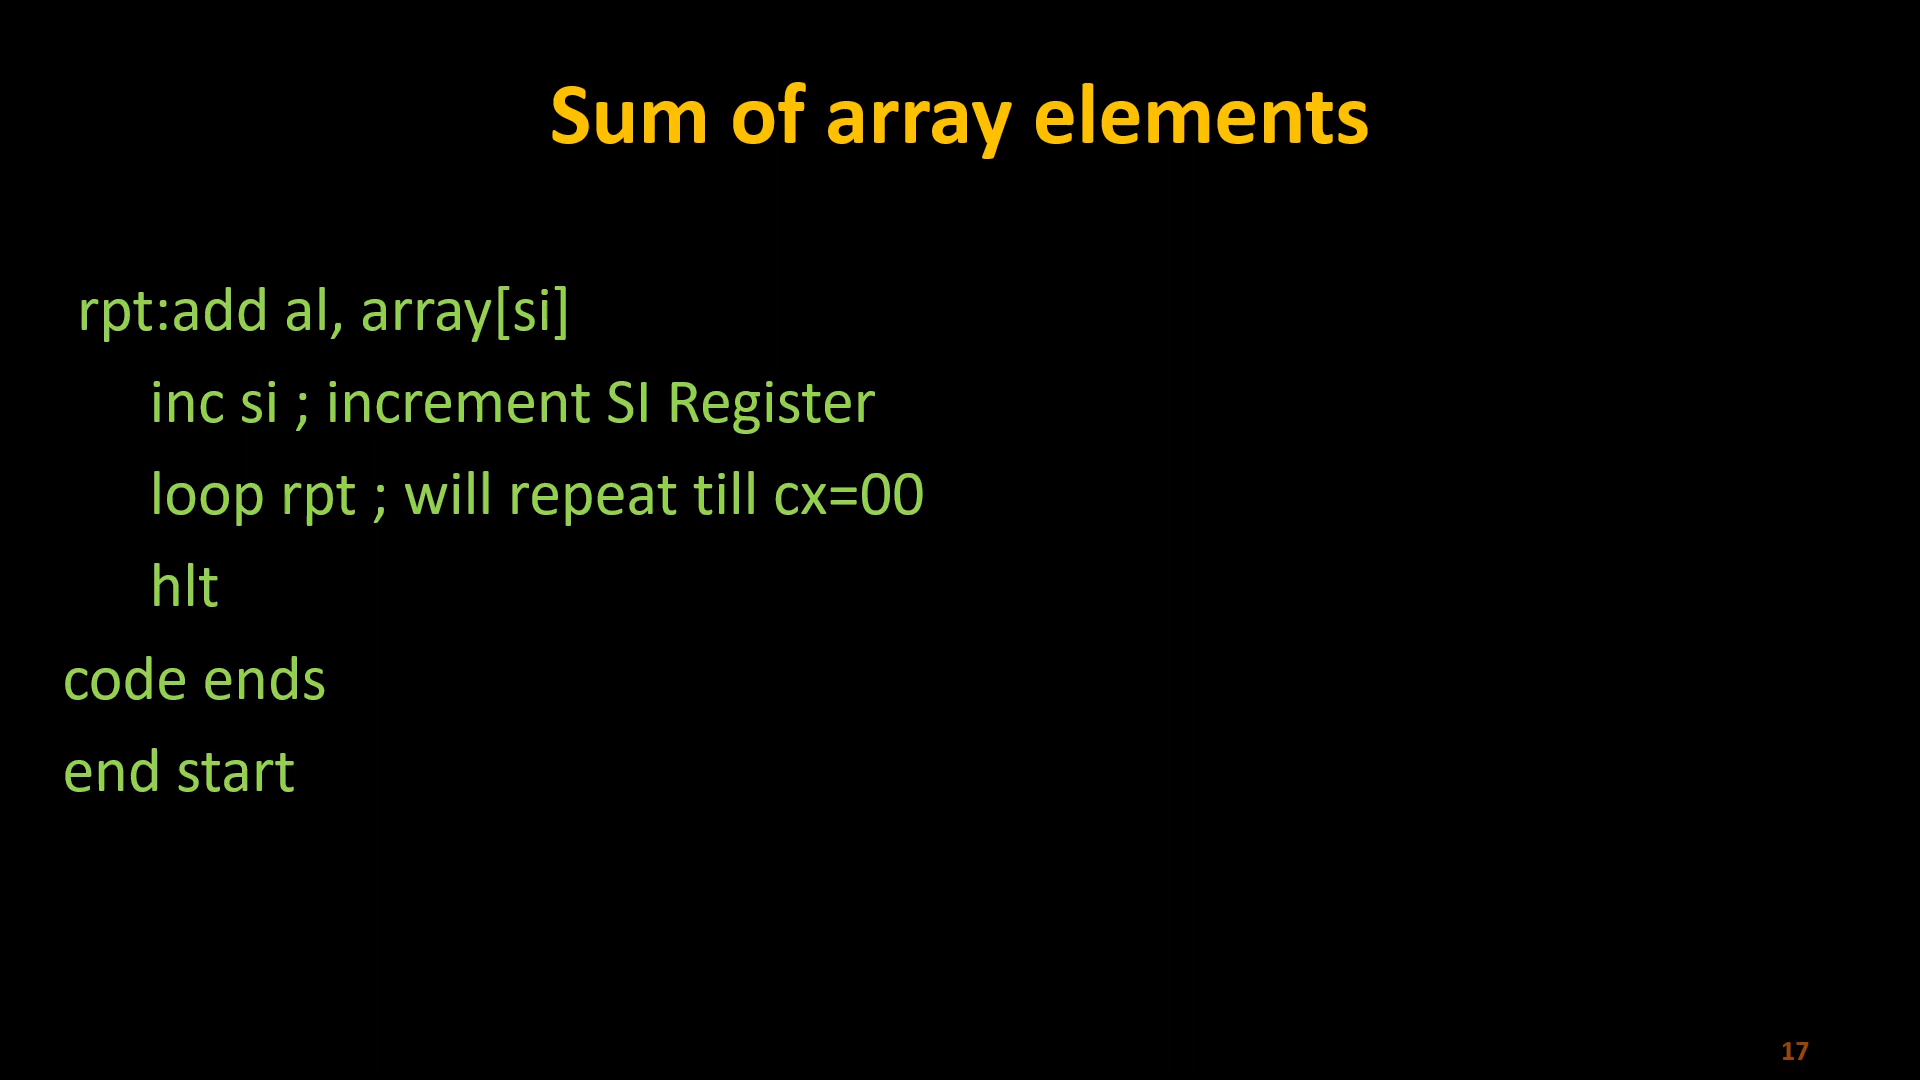 Sum of array elements
rpt:add al, array[si]
inc si ; increment SI Register
loop rpt ; will repeat till cx=00
hlt
code ends
end start
17